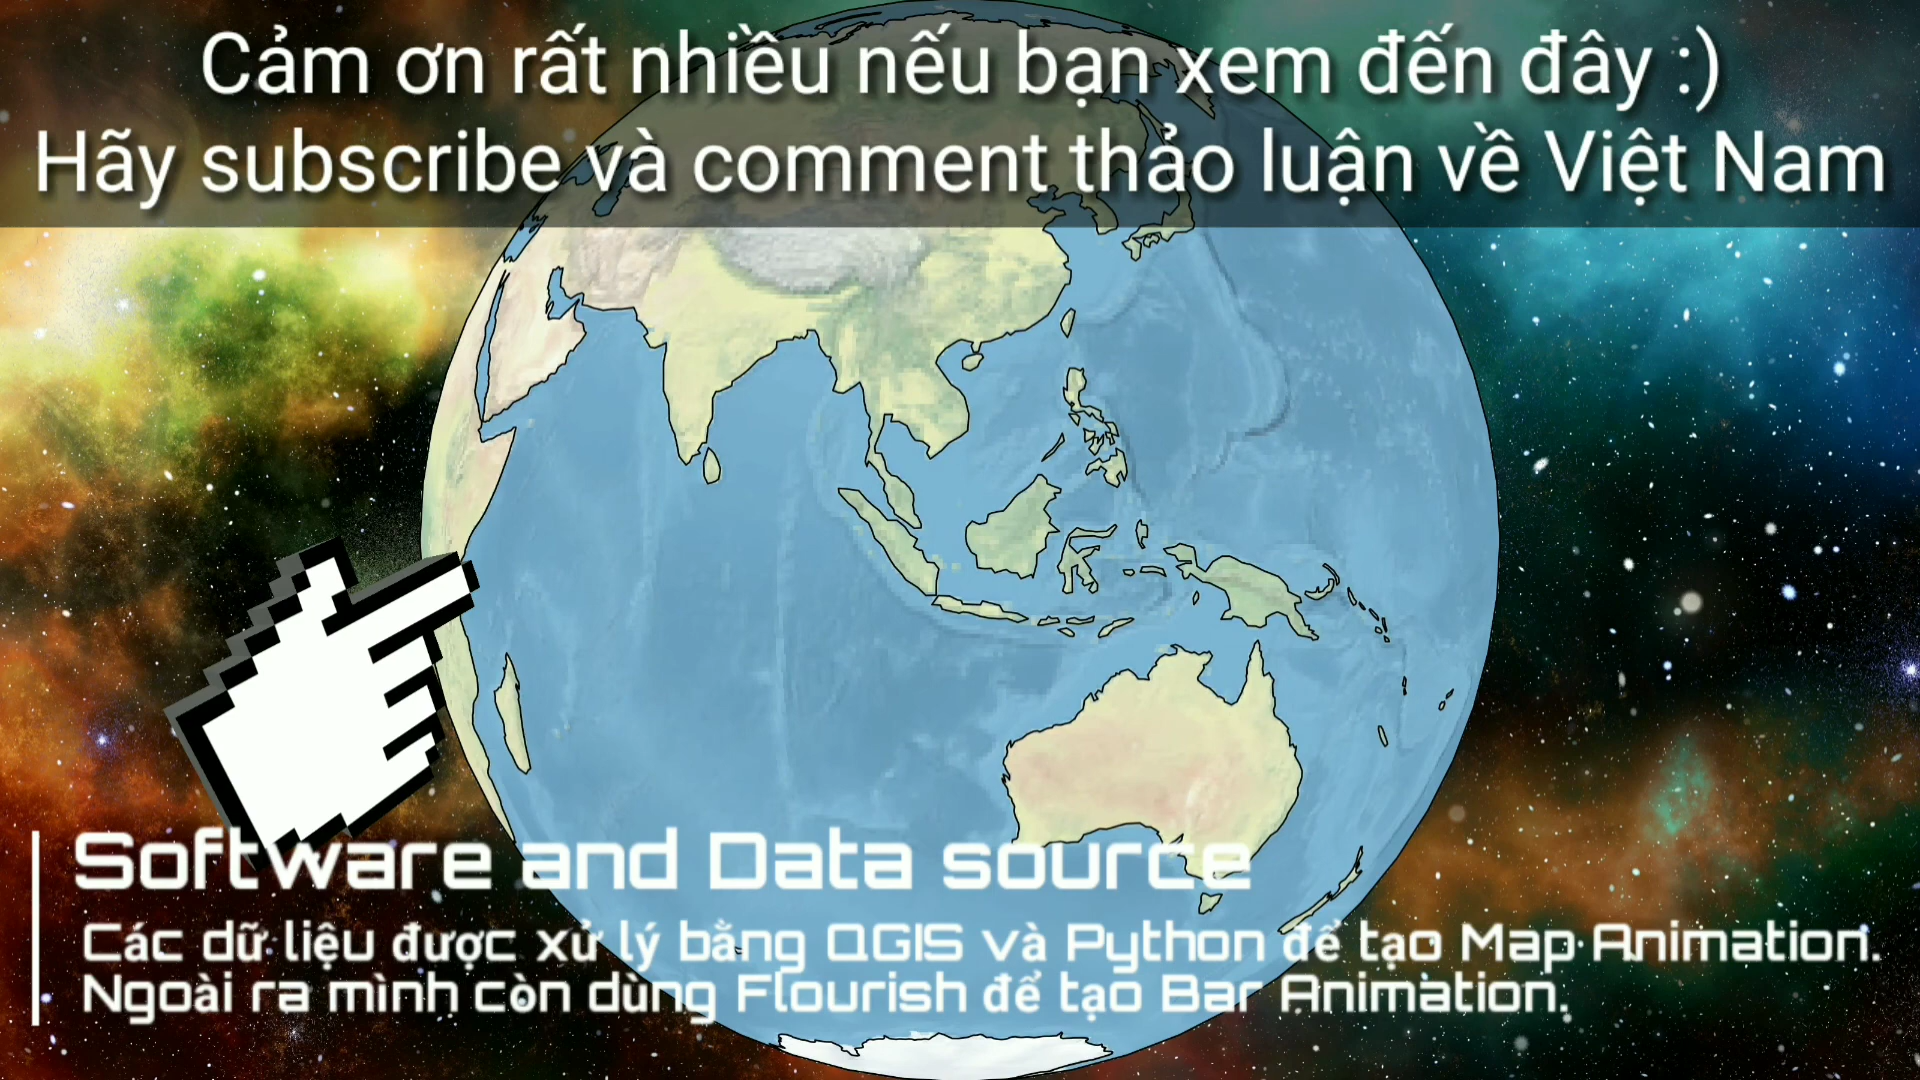 Cảm ơn rất nhiều nếu bạn xem đến đây :)
Hãy subscribe và comment thảo luận về Việt Nam
Software and Data source
Các dữ liệu được xử lý bằng QGIS và Python để tạo Map Animation.
Ngoài ra mình còn dùng Flourish để tạo Bar Animation.